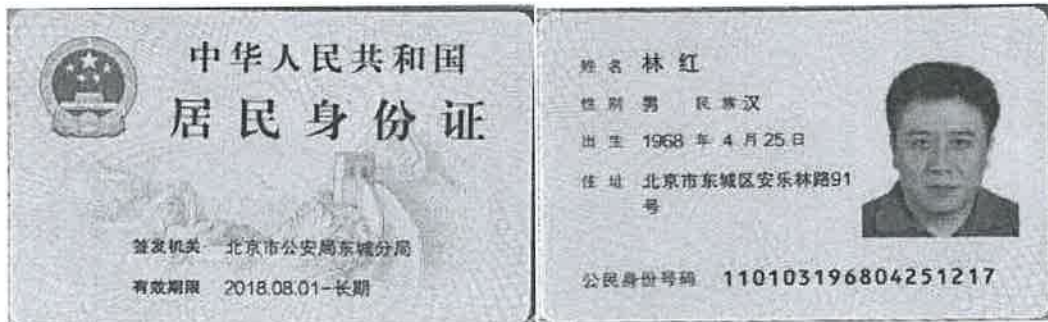 中华人民共和国
居民身份证
签发机关 北京市公安局东城分局
有效期限 2018.08.01-长期
姓名 林红
性别 男 民族 汉
出生 1968 年 4 月 25 日
住址 北京市东城区安乐林路91
号
公民身份号码 110103196804251217